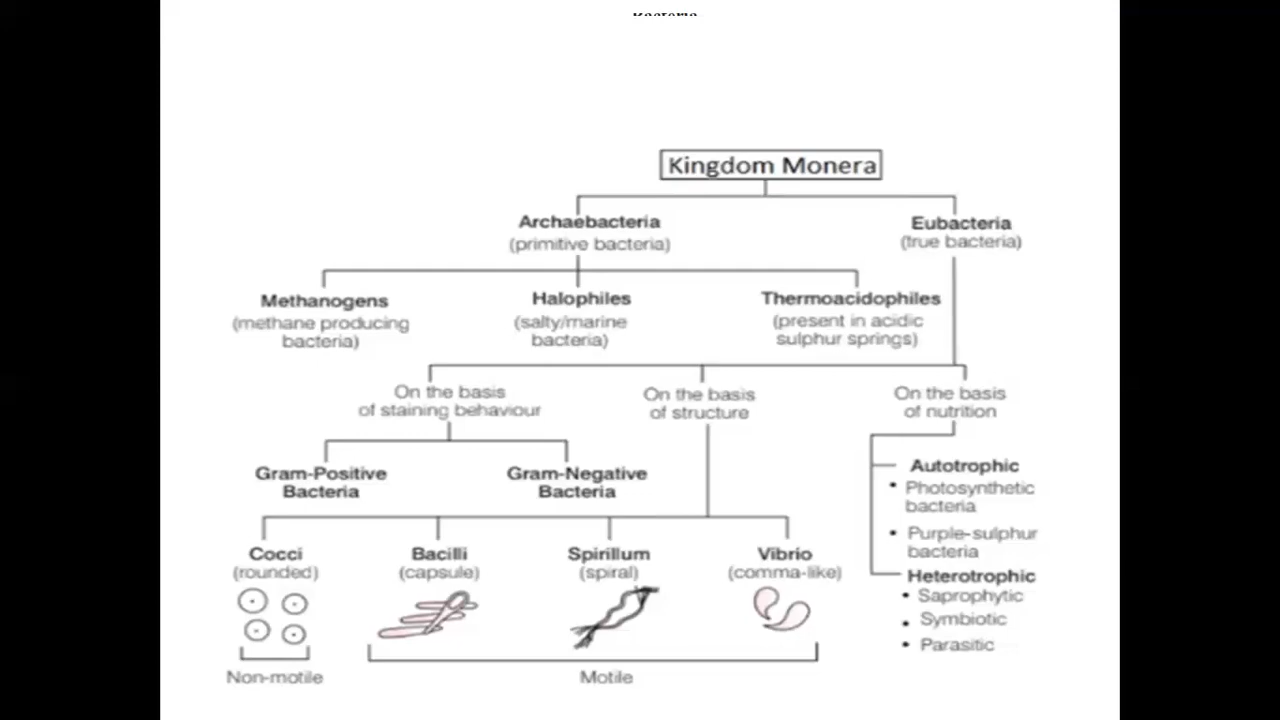 Bacteria
Kingdom Monera
Archaebacteria
(primitive bacteria)
Eubacteria
(true bacteria)
Methanogens
(methane producing
bacteria)
Halophiles
(salty/marine
bacteria)
Thermoacidophiles
(present in acidic
sulphur springs)
On the basis
of staining behaviour
On the basis
of structure
On the basis
of nutrition
Gram-Positive
Bacteria
Gram-Negative
Bacteria
Autotrophic
• Photosynthetic
bacteria
• Purple-sulphur
bacteria
Heterotrophic
• Saprophytic
• Symbiotic
• Parasitic
Cocci
(rounded)
Bacilli
(capsule)
Spirillum
(spiral)
Vibrio
(comma-like)
Non-motile
Motile